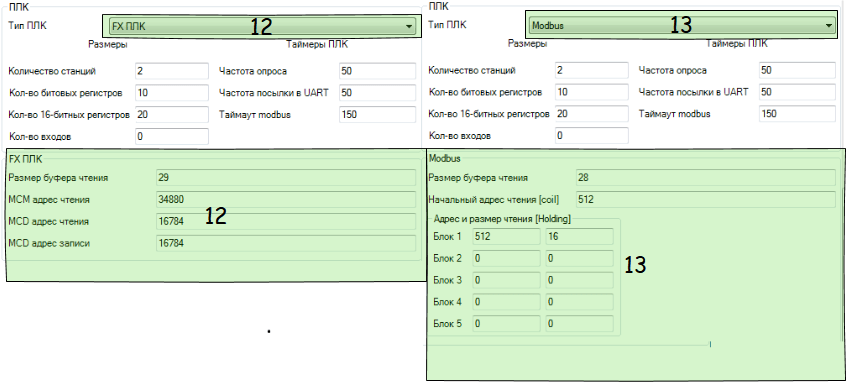 ПЛК
Тип ПЛК FX ПЛК 12
Размеры Таймеры ПЛК
Количество станций 2 Частота опроса 50
Кол-во битовых регистров 10 Частота посылки в UART 50
Кол-во 16-битных регистров 20 Таймаут modbus 150
Кол-во входов 0
FX ПЛК
Размер буфера чтения 29
MCM адрес чтения 34880
MCD адрес чтения 16784
12
MCD адрес записи 16784
.
ПЛК
Тип ПЛК Modbus 13
Размеры Таймеры ПЛК
Количество станций 2 Частота опроса 50
Кол-во битовых регистров 10 Частота посылки в UART 50
Кол-во 16-битных регистров 20 Таймаут modbus 150
Кол-во входов 0
Modbus
Размер буфера чтения 28
Начальный адрес чтения [coil] 512
Адрес и размер чтения [Holding]
Блок 1 512 16
Блок 2 0 0
13
Блок 3 0 0
Блок 4 0 0
Блок 5 0 0